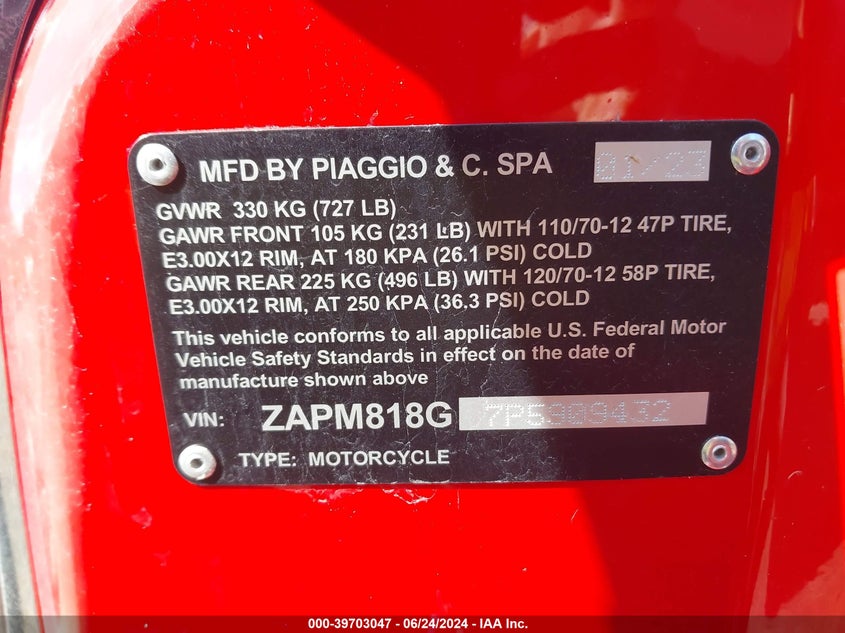 MFD BY PIAGGIO & C. SPA 01/23
GVWR 330 KG (727 LB)
GAWR FRONT 105 KG (231 LB) WITH 110/70-12 47P TIRE,
E3.00X12 RIM, AT 180 KPA (26.1 PSI) COLD
GAWR REAR 225 KG (496 LB) WITH 120/70-12 58P TIRE,
E3.00X12 RIM, AT 250 KPA (36.3 PSI) COLD
This vehicle conforms to all applicable U.S. Federal Motor
Vehicle Safety Standards in effect on the date of
manufacture shown above
VIN: ZAPM818G 7P5909432
TYPE: MOTORCYCLE
000-39703047 - 06/24/2024 - IAA Inc.